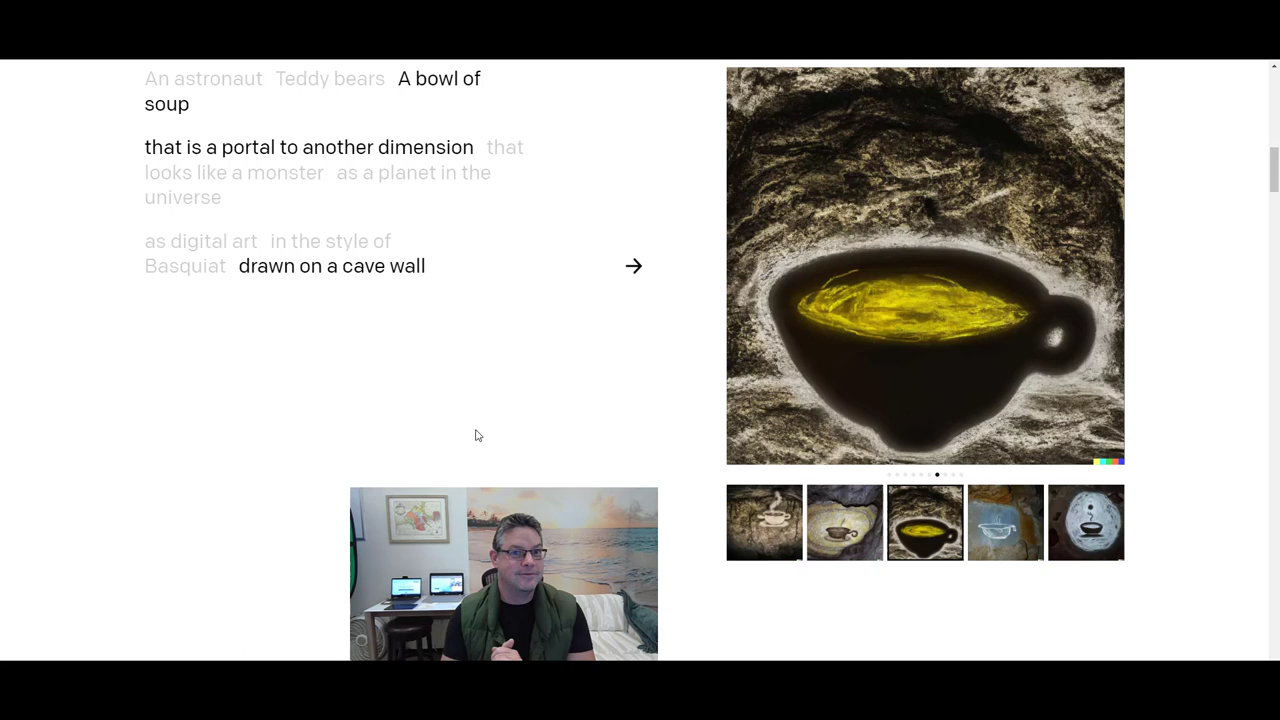 An astronaut Teddy bears A bowl of
soup
that is a portal to another dimension that
looks like a monster as a planet in the
universe
as digital art in the style of
Basquiat drawn on a cave wall